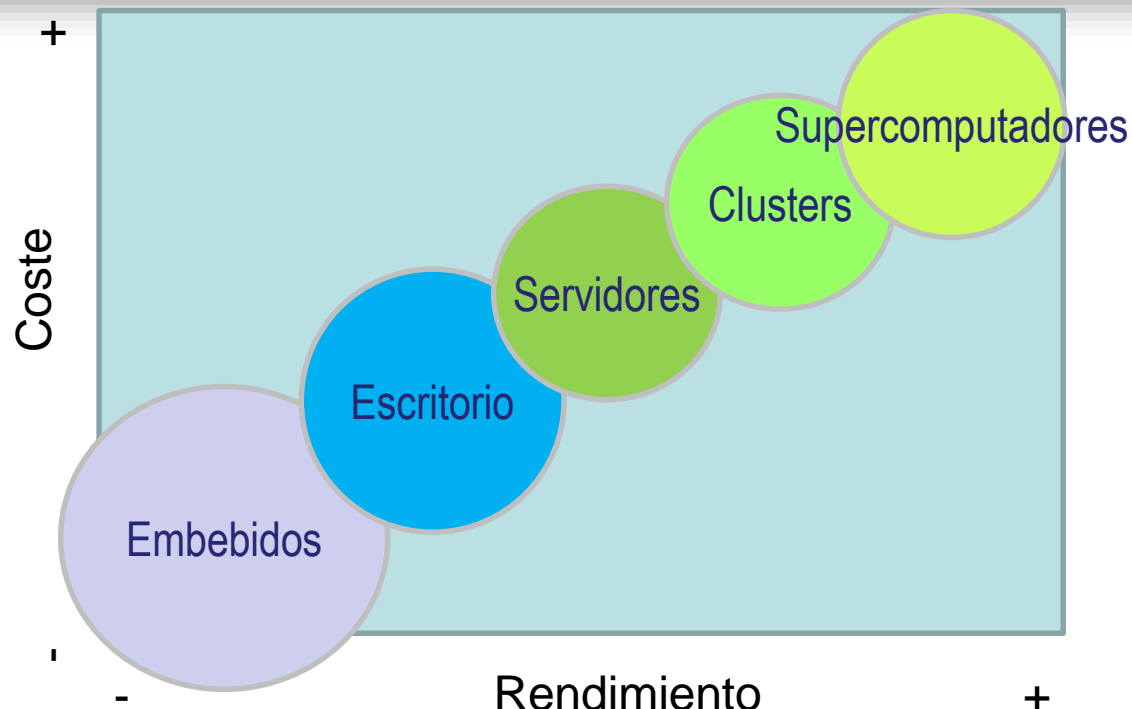 +
Supercomputadores
Clusters
Coste
Servidores
Escritorio
Embebidos
-
- Rendimiento +